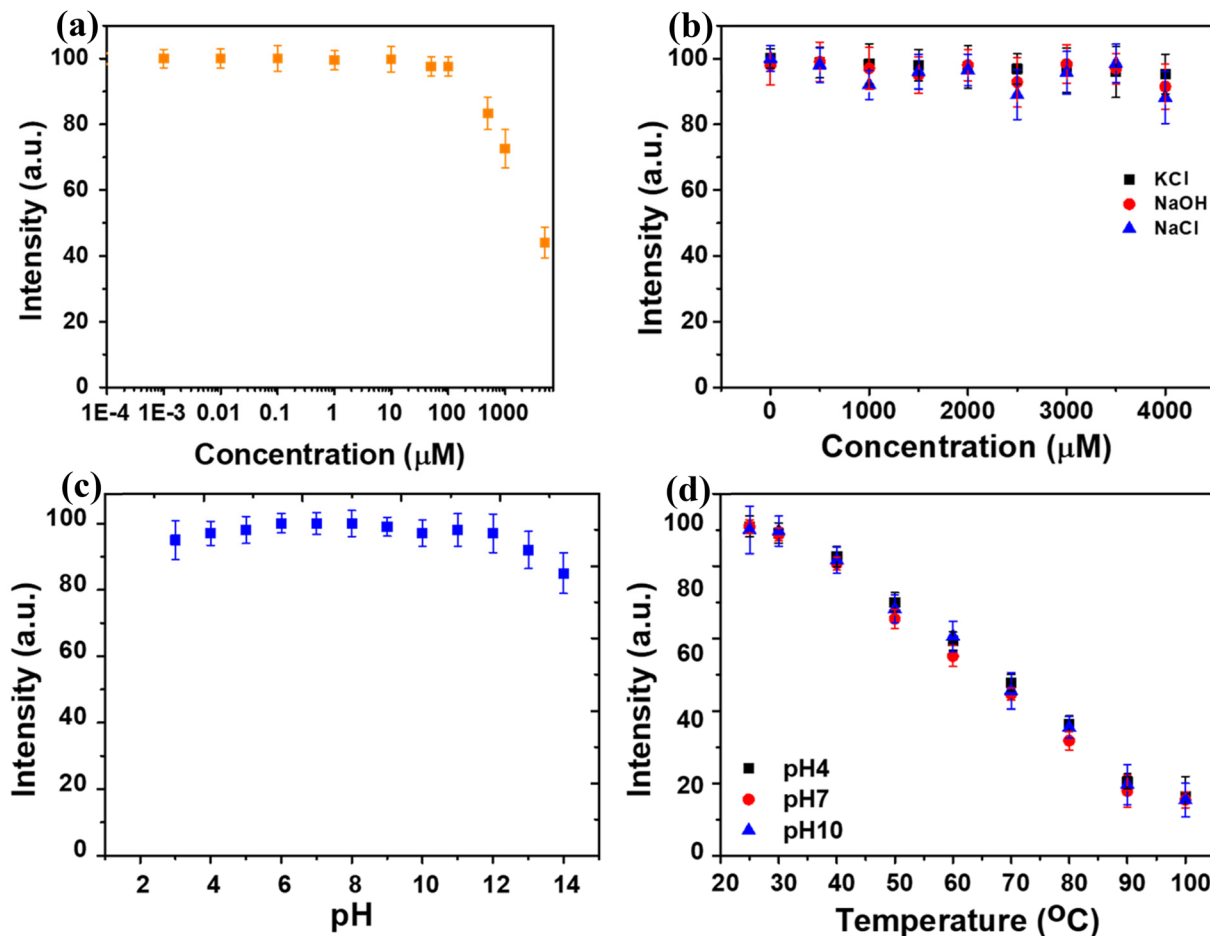 (a)
100
80
60
40
20
0
Intensity (a.u.)
1E-4 1E-3 0.01 0.1 1 10 100 1000
Concentration (μM)
(b)
100
80
60
40
20
0
Intensity (a.u.)
KCl
NaOH
NaCl
0 1000 2000 3000 4000
Concentration (μM)
(c)
100
80
60
40
20
0
Intensity (a.u.)
2 4 6 8 10 12 14
pH
(d)
100
80
60
40
20
0
Intensity (a.u.)
pH4
pH7
pH10
20 30 40 50 60 70 80 90 100
Temperature (ºC)